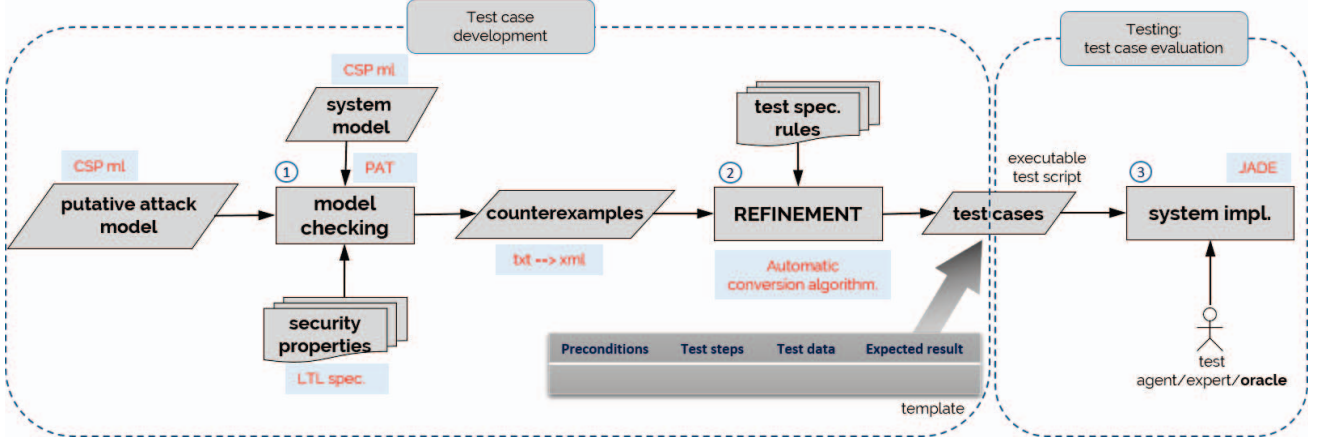 Test case
development
Testing:
test case evaluation
CSP ml
system
model
test spec.
rules
CSP ml
putative attack
model
1
PAT
model
checking
counterexamples
txt ==> xml
2
REFINEMENT
Automatic
conversion algorithm.
executable
test script
test cases
3
JADE
system impl.
security
properties
LTL spec.
Preconditions Test steps Test data Expected result
template
test
agent/expert/oracle